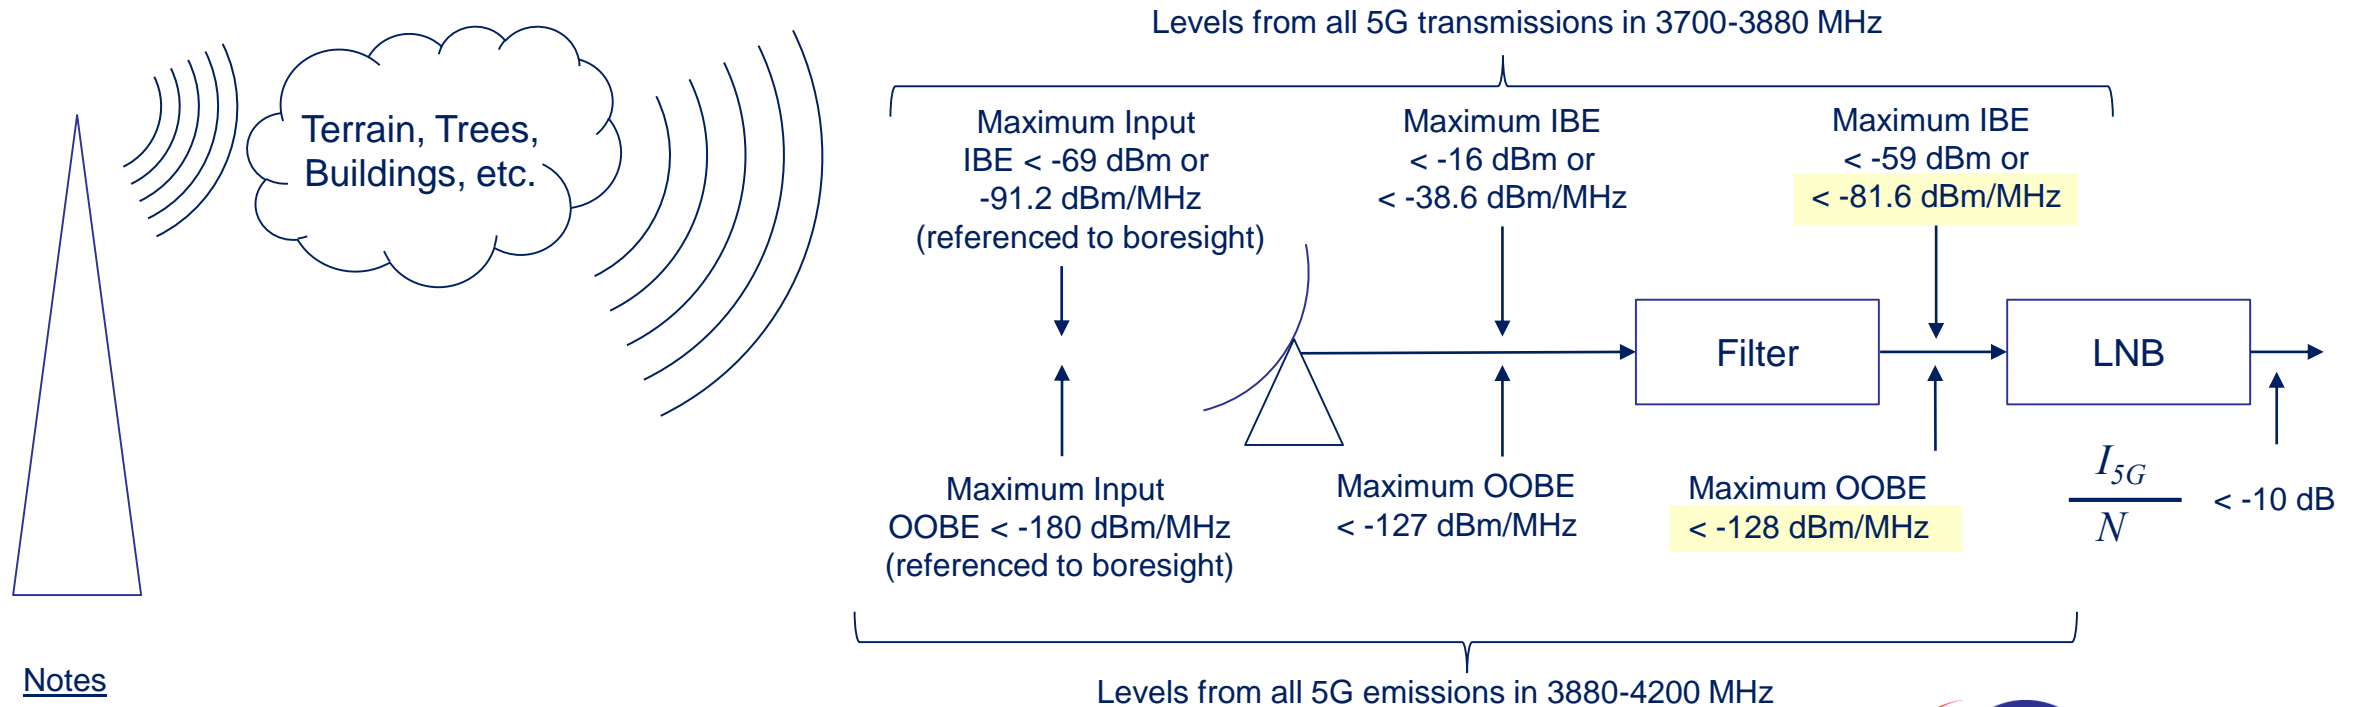 Levels from all 5G transmissions in 3700-3880 MHz
Terrain, Trees,
Buildings, etc.
Maximum Input
IBE < -69 dBm or
-91.2 dBm/MHz
(referenced to boresight)
Maximum IBE
< -16 dBm or
< -38.6 dBm/MHz
Maximum IBE
< -59 dBm or
< -81.6 dBm/MHz
Filter
LNB
Maximum Input
OOBE < -180 dBm/MHz
(referenced to boresight)
Maximum OOBE
< -127 dBm/MHz
Maximum OOBE
< -128 dBm/MHz
I5G
N
< -10 dB
Levels from all 5G emissions in 3880-4200 MHz
Notes